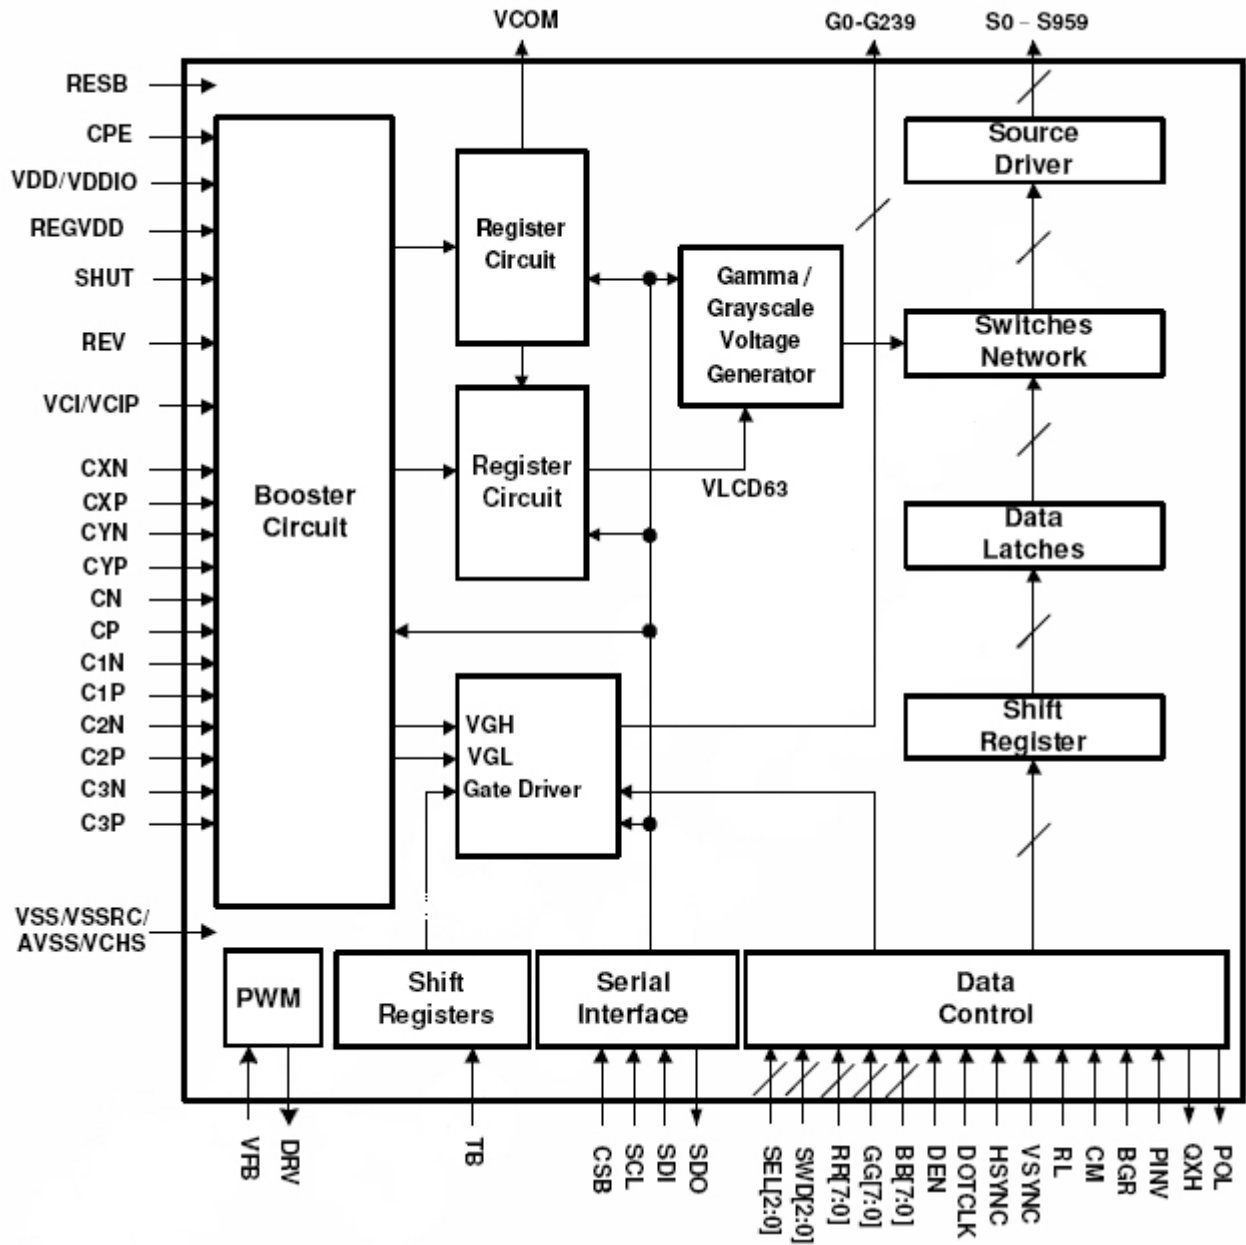 VCOM
G0-G239
S0 – S959
RESB
CPE
VDD/VDDIO
REGVDD
SHUT
REV
VCI/VCIP
CXN
CXP
CYN
CYP
CN
CP
C1N
C1P
C2N
C2P
C3N
C3P
VSS/VSSRC/
AVSS/VCHS
Booster
Circuit
Register
Circuit
Register
Circuit
Gamma /
Grayscale
Voltage
Generator
VLCD63
VGH
VGL
Gate Driver
Source
Driver
Switches
Network
Data
Latches
Shift
Register
PWM
Shift
Registers
Serial
Interface
Data
Control
VFB
DRV
TB
CSB
SCL
SDI
SDO
SEL[2:0]
SWD[2:0]
RR[7:0]
GG[7:0]
BB[7:0]
DEN
DOTCLK
HSYNC
VSYNC
RL
CM
BGR
PINV
QXH
POL